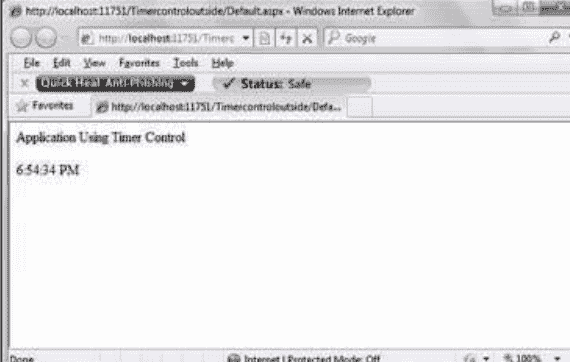 http://localhost:11751/Timercontroloutside/Default.aspx - Windows Internet Explorer
http://localhost:11751/Timerc
Google
File Edit View Favorites Tools Help
Quick Heal Anti-Phishing Status: Safe
Favorites http://localhost:11751/Timercontroloutside/Defa...
Application Using Timer Control
6:54:34 PM
Done Internet | Protected Mode: Off 100%